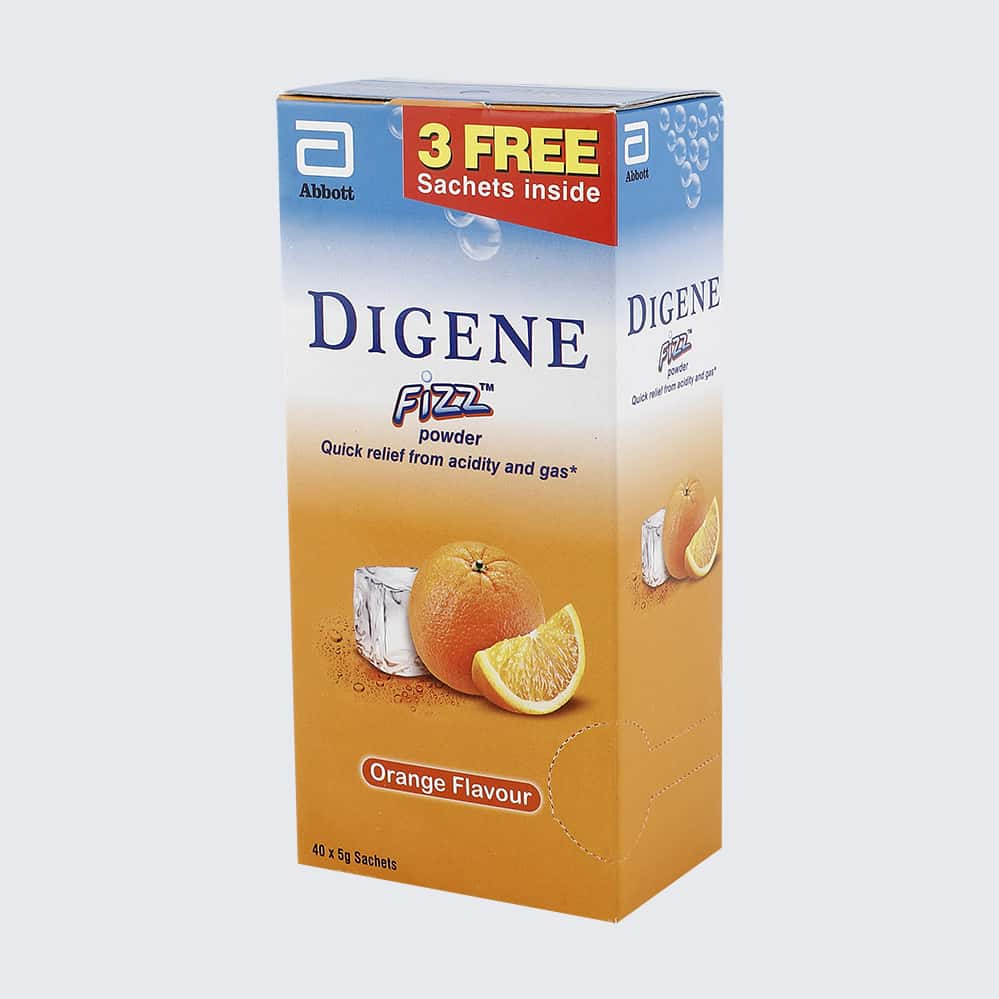 Abbott
3 FREE
Sachets inside
DIGENE
Fizz™
powder
Quick relief from acidity and gas*
Orange Flavour
40 x 5g Sachets
Abbott
DIGENE
Fizz™
powder
Quick relief from acidity and gas*